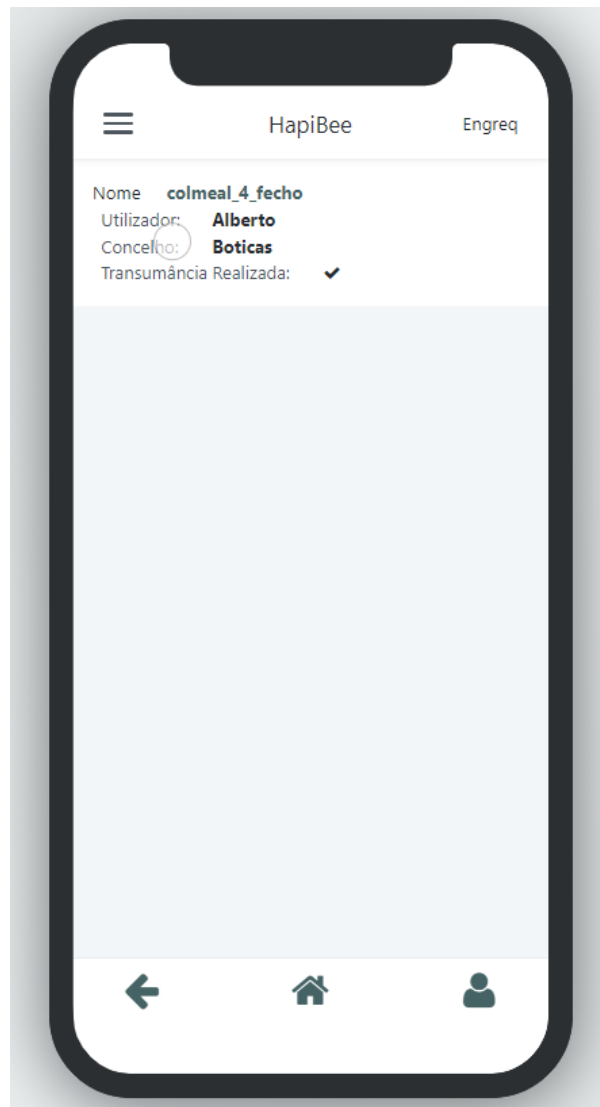 HapiBee Engreq
Nome colmeal_4_fecho
Utilizador: Alberto
Concelho: Boticas
Transumância Realizada: